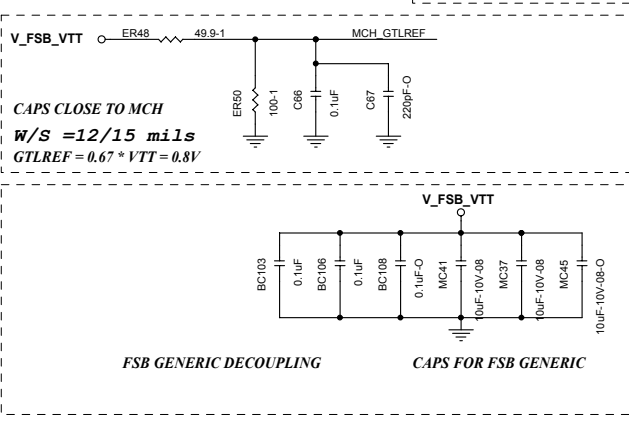 V_FSB_VTT
ER48
49.9-1
MCH_GTLREF
ER50
100-1
C66
0.1uF
C67
220pF-O
CAPS CLOSE TO MCH
W/S =12/15 mils
GTLREF = 0.67 * VTT = 0.8V
V_FSB_VTT
BC103
0.1uF
BC106
0.1uF
BC108
0.1uF-O
MC41
10uF-10V-08
MC37
10uF-10V-08
MC45
10uF-10V-08-O
FSB GENERIC DECOUPLING
CAPS FOR FSB GENERIC